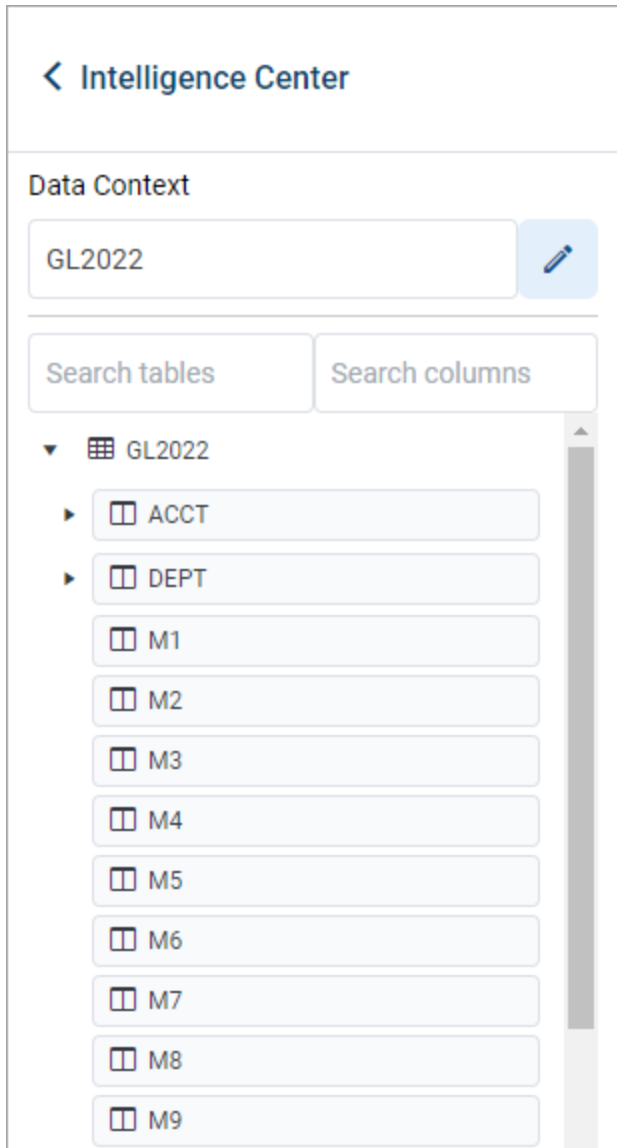 Intelligence Center
Data Context
GL2022
Search tables Search columns
GL2022
ACCT
DEPT
M1
M2
M3
M4
M5
M6
M7
M8
M9